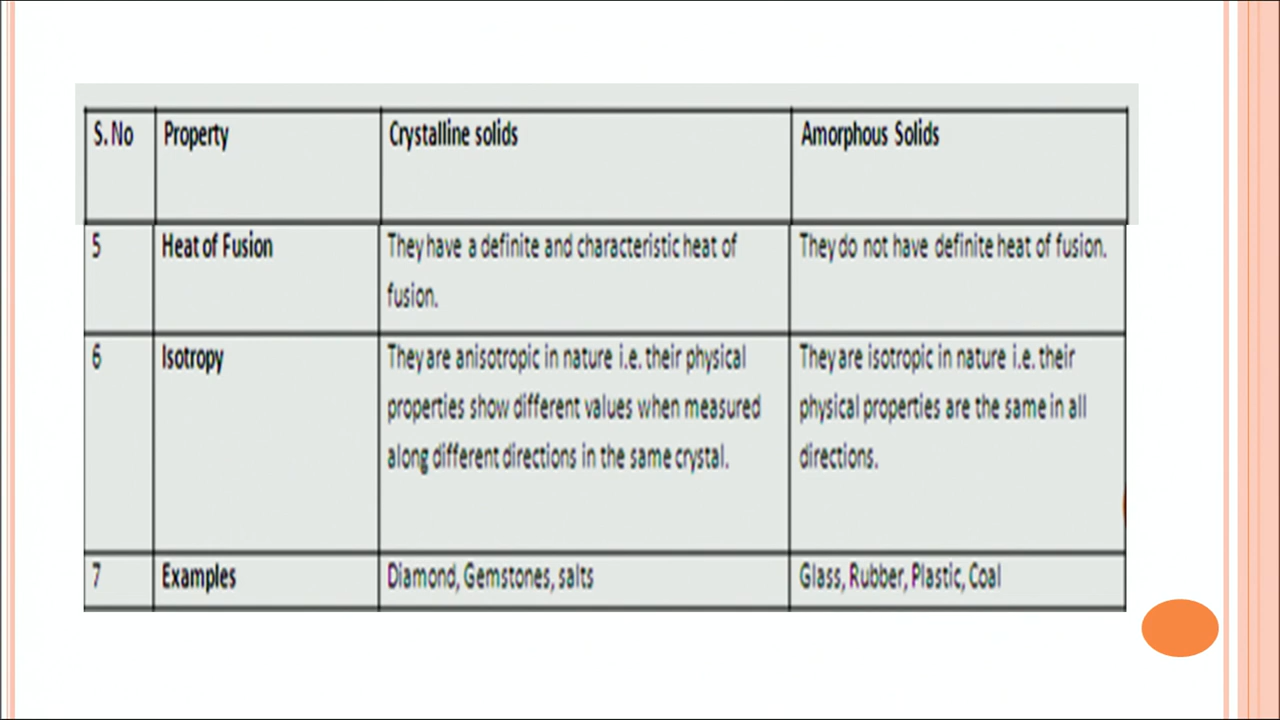 S. No Property Crystalline solids Amorphous Solids
5 Heat of Fusion They have a definite and characteristic heat of They do not have definite heat of fusion.
fusion.
6 Isotropy They are anisotropic in nature i.e. their physical They are isotropic in nature i.e. their
properties show different values when measured physical properties are the same in all
along different directions in the same crystal. directions.
7 Examples Diamond, Gemstones, salts Glass, Rubber, Plastic, Coal